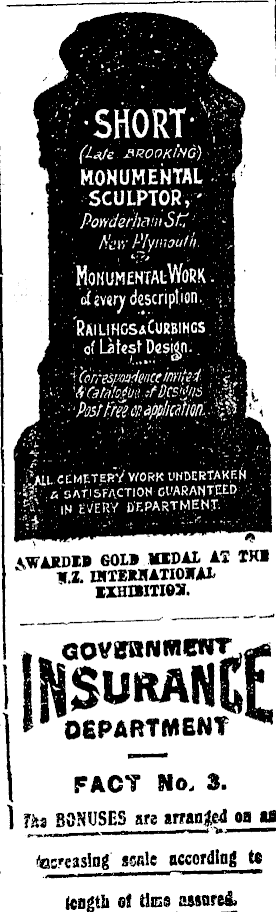 ·SHORT·
(Late BROOKING)
MONUMENTAL
SCULPTOR,
Powderham St.,
New Plymouth.
MONUMENTAL WORK
of every description.
RAILINGS & CURBINGS
of Latest Design.
Correspondence invited
& Catalogue of Designs
Post Free on application.
ALL CEMETERY WORK UNDERTAKEN
& SATISFACTION GUARANTEED
IN EVERY DEPARTMENT.
AWARDED GOLD MEDAL AT THE
N.Z. INTERNATIONAL
EXHIBITION.
GOVERNMENT
INSURANCE
DEPARTMENT
FACT No. 3.
The BONUSES are arranged on an
increasing scale according to
length of time assured.